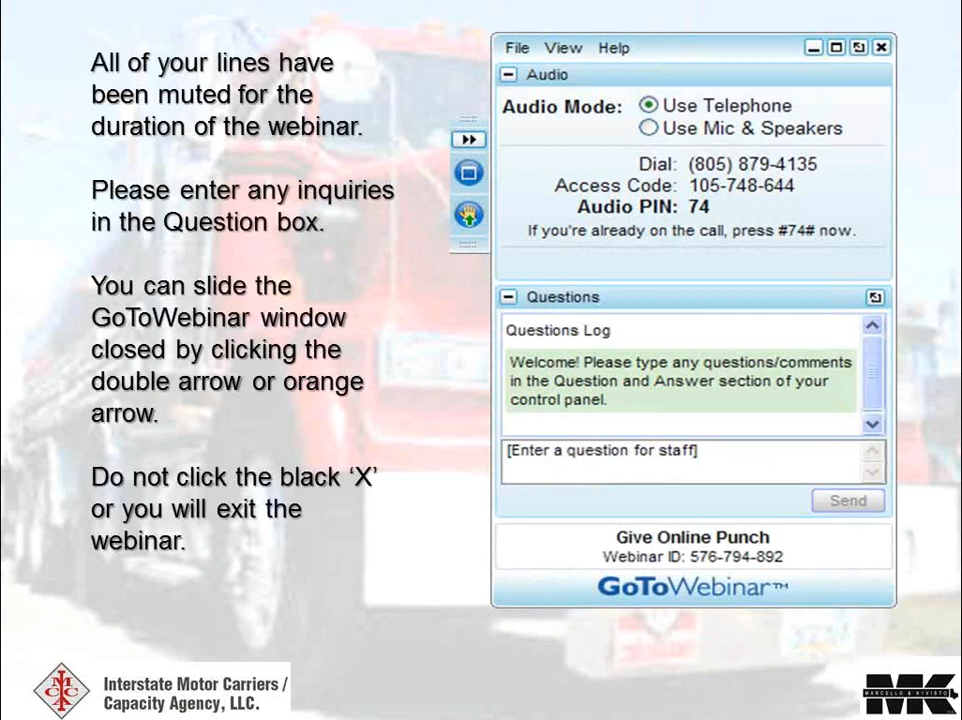 All of your lines have
been muted for the
duration of the webinar.
Please enter any inquiries
in the Question box.
You can slide the
GoToWebinar window
closed by clicking the
double arrow or orange
arrow.
Do not click the black ‘X’
or you will exit the
webinar.
File View Help
Audio
Audio Mode: Use Telephone
Use Mic & Speakers
Dial: (805) 879-4135
Access Code: 105-748-644
Audio PIN: 74
If you're already on the call, press #74# now.
Questions
Questions Log
Welcome! Please type any questions/comments
in the Question and Answer section of your
control panel.
[Enter a question for staff]
Send
Give Online Punch
Webinar ID: 576-794-892
GoToWebinar™
IMCC
Interstate Motor Carriers /
Capacity Agency, LLC.
MK
MARCELLO & KIVISTO